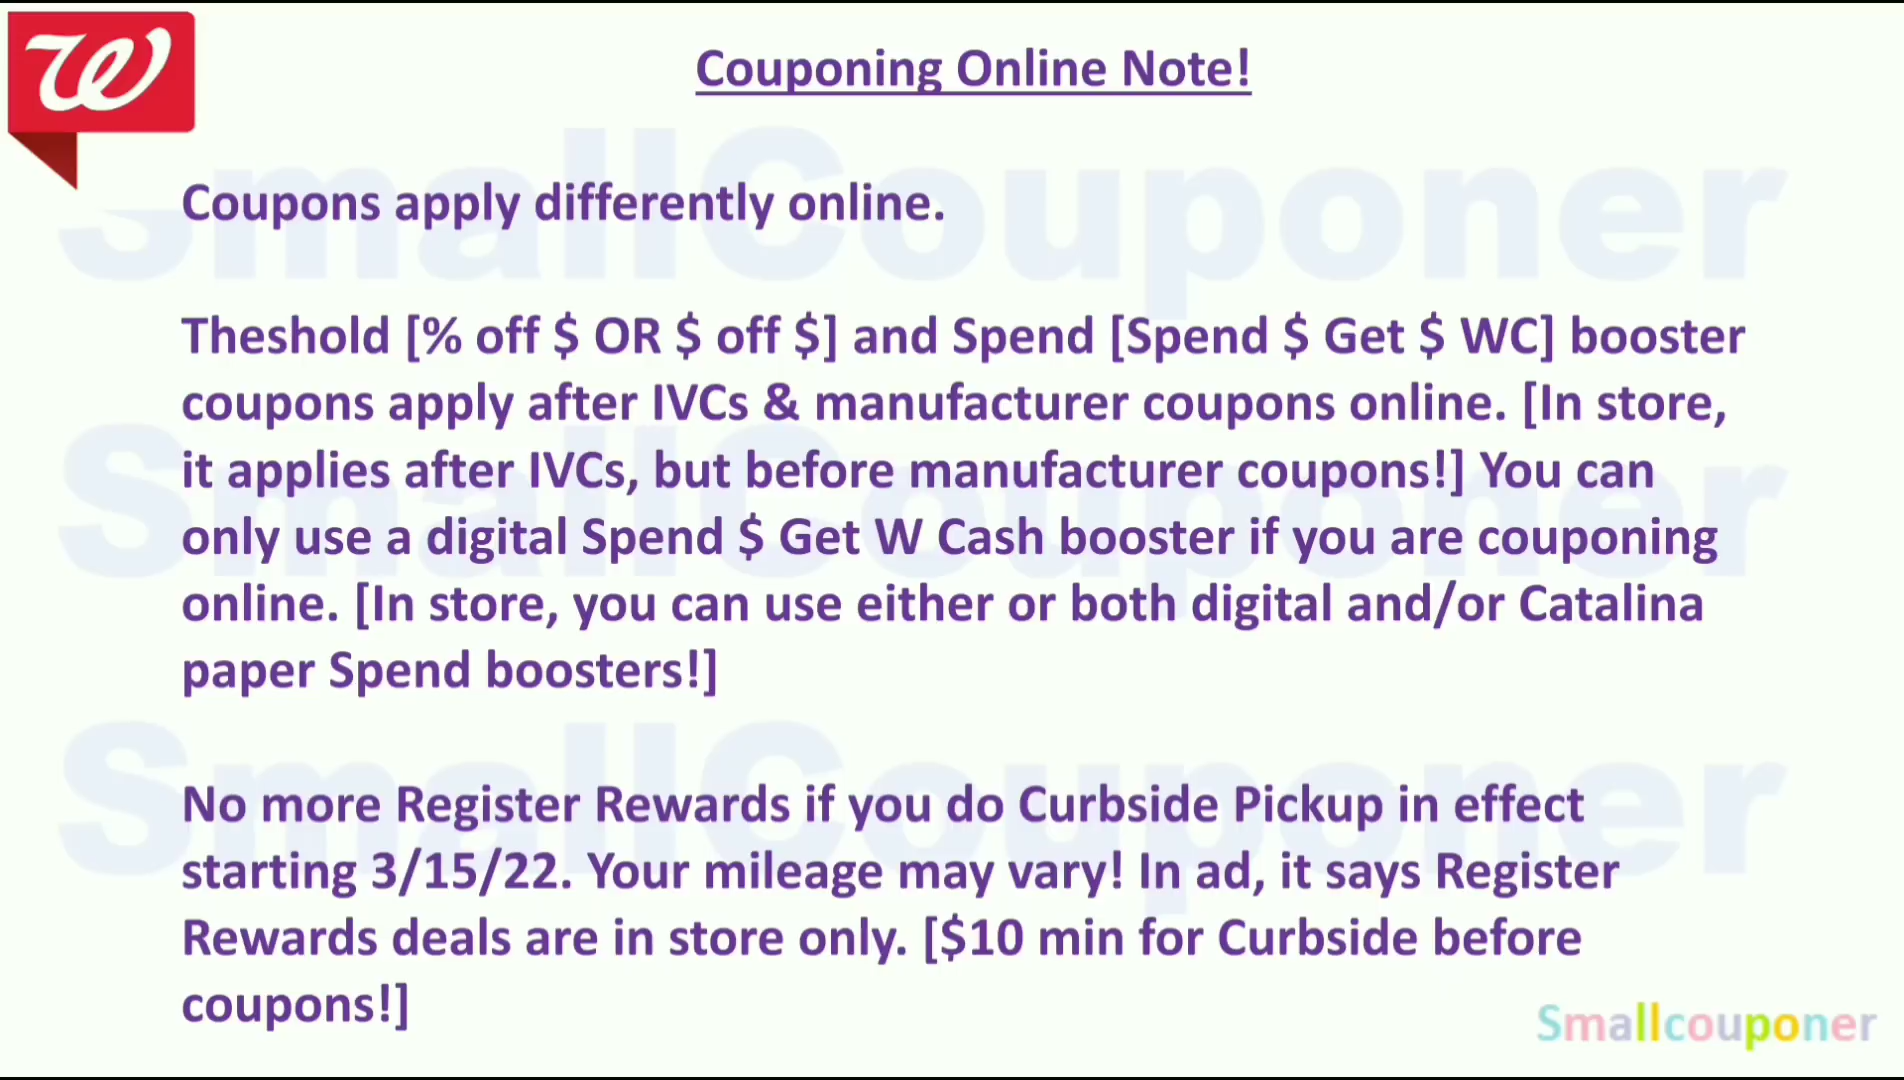 W
Couponing Online Note!
Coupons apply differently online.
Theshold [% off $ OR $ off $] and Spend [Spend $ Get $ WC] booster
coupons apply after IVCs & manufacturer coupons online. [In store,
it applies after IVCs, but before manufacturer coupons!] You can
only use a digital Spend $ Get W Cash booster if you are couponing
online. [In store, you can use either or both digital and/or Catalina
paper Spend boosters!]
No more Register Rewards if you do Curbside Pickup in effect
starting 3/15/22. Your mileage may vary! In ad, it says Register
Rewards deals are in store only. [$10 min for Curbside before
coupons!]
SmallCouponer
SmallCouponer
SmallCouponer
Smallcouponer